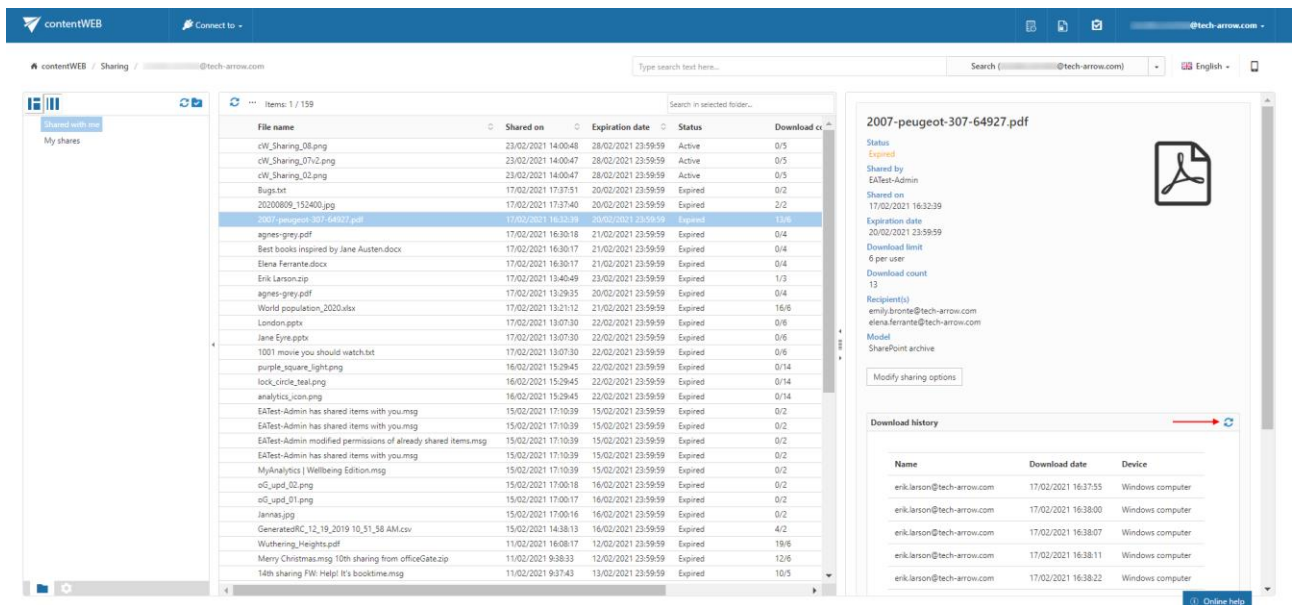 contentWEB
Connect to
@tech-arrow.com
contentWEB / Sharing / @tech-arrow.com
Type search text here...
Search ( @tech-arrow.com)
English
Shared with me
My shares
Items: 1 / 159
Search in selected folder...
File name Shared on Expiration date Status Download
cW_Sharing_08.png 23/02/2021 14:00:48 28/02/2021 23:59:59 Active 0/5
cW_Sharing_07v2.png 23/02/2021 14:00:47 28/02/2021 23:59:59 Active 0/5
cW_Sharing_02.png 23/02/2021 14:00:47 28/02/2021 23:59:59 Active 0/5
Bugs.txt 17/02/2021 17:37:51 20/02/2021 23:59:59 Expired 0/2
20200809_152400.jpg 17/02/2021 17:37:40 20/02/2021 23:59:59 Expired 2/2
2007-peugeot-307-64927.pdf 17/02/2021 16:32:39 20/02/2021 23:59:59 Expired 13/6
agnes-grey.pdf 17/02/2021 16:30:18 21/02/2021 23:59:59 Expired 0/4
Best books inspired by Jane Austen.docx 17/02/2021 16:30:17 21/02/2021 23:59:59 Expired 0/4
Elena Ferrante.docx 17/02/2021 16:30:17 21/02/2021 23:59:59 Expired 0/4
Erik Larson.zip 17/02/2021 13:40:49 23/02/2021 23:59:59 Expired 1/3
agnes-grey.pdf 17/02/2021 13:29:35 20/02/2021 23:59:59 Expired 0/4
World population_2020.xlsx 17/02/2021 13:21:12 21/02/2021 23:59:59 Expired 16/6
London.pptx 17/02/2021 13:07:30 22/02/2021 23:59:59 Expired 0/6
Jane Eyre.pptx 17/02/2021 13:07:30 22/02/2021 23:59:59 Expired 0/6
1001 movie you should watch.txt 17/02/2021 13:07:30 22/02/2021 23:59:59 Expired 0/6
purple_square_light.png 16/02/2021 15:29:45 22/02/2021 23:59:59 Expired 0/14
lock_circle_teal.png 16/02/2021 15:29:45 22/02/2021 23:59:59 Expired 0/14
analytics_icon.png 16/02/2021 15:29:45 22/02/2021 23:59:59 Expired 0/14
EATest-Admin has shared items with you.msg 15/02/2021 17:10:39 15/02/2021 23:59:59 Expired 0/2
EATest-Admin has shared items with you.msg 15/02/2021 17:10:39 15/02/2021 23:59:59 Expired 0/2
EATest-Admin modified permissions of already shared items.msg 15/02/2021 17:10:39 15/02/2021 23:59:59 Expired 0/2
EATest-Admin has shared items with you.msg 15/02/2021 17:10:39 15/02/2021 23:59:59 Expired 0/2
MyAnalytics | Wellbeing Edition.msg 15/02/2021 17:10:39 15/02/2021 23:59:59 Expired 0/2
oG_upd_02.png 15/02/2021 17:00:18 16/02/2021 23:59:59 Expired 0/2
oG_upd_01.png 15/02/2021 17:00:17 16/02/2021 23:59:59 Expired 0/2
Jannas.jpg 15/02/2021 17:00:16 16/02/2021 23:59:59 Expired 0/2
GeneratedRC_12_19_2019 10_51_58 AM.csv 15/02/2021 14:38:13 16/02/2021 23:59:59 Expired 4/2
Wuthering_Heights.pdf 11/02/2021 16:08:17 12/02/2021 23:59:59 Expired 19/6
Merry Christmas.msg 10th sharing from officeGate.zip 11/02/2021 9:38:33 12/02/2021 23:59:59 Expired 12/6
14th sharing FW: Help! It's booktime.msg 11/02/2021 9:37:43 13/02/2021 23:59:59 Expired 10/5
2007-peugeot-307-64927.pdf
Status
Expired
Shared by
EATest-Admin
Shared on
17/02/2021 16:32:39
Expiration date
20/02/2021 23:59:59
Download limit
6 per user
Download count
13
Recipient(s)
emily.bronte@tech-arrow.com
elena.ferrante@tech-arrow.com
Model
SharePoint archive
Modify sharing options
Download history
Name Download date Device
erik.larson@tech-arrow.com 17/02/2021 16:37:55 Windows computer
erik.larson@tech-arrow.com 17/02/2021 16:38:00 Windows computer
erik.larson@tech-arrow.com 17/02/2021 16:38:07 Windows computer
erik.larson@tech-arrow.com 17/02/2021 16:38:11 Windows computer
erik.larson@tech-arrow.com 17/02/2021 16:38:22 Windows computer
Online help